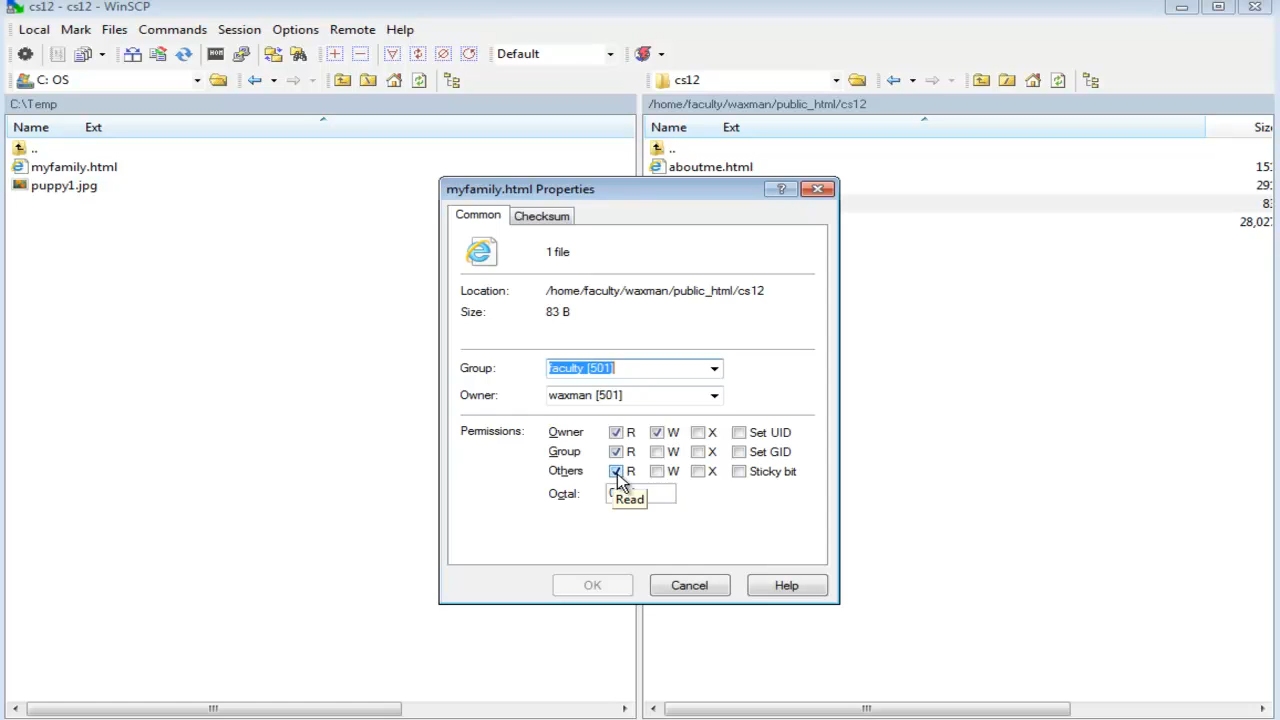 cs12 - cs12 - WinSCP
Local Mark Files Commands Session Options Remote Help
Default
C: OS
cs12
C:\Temp
/home/faculty/waxman/public_html/cs12
Name Ext
Name Ext Size
..
..
myfamily.html
aboutme.html 
puppy1.jpg
myfamily.html Properties
28,02
Common Checksum
1 file
Location: /home/faculty/waxman/public_html/cs12
Size: 83 B
Group: faculty [501]
Owner: waxman [501]
Permissions: Owner R W X Set UID
Group R W X Set GID
Others R W X Sticky bit
Octal:
Read
OK Cancel Help